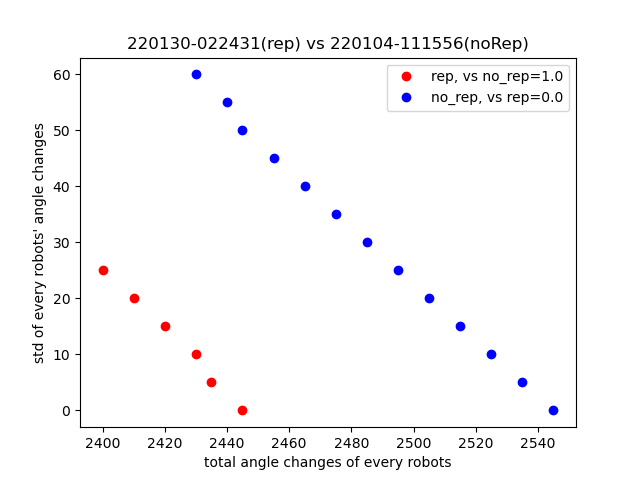 220130-022431(rep) vs 220104-111556(noRep)
rep, vs no_rep=1.0
no_rep, vs rep=0.0
std of every robots' angle changes
60
50
40
30
20
10
0
2400 2420 2440 2460 2480 2500 2520 2540
total angle changes of every robots